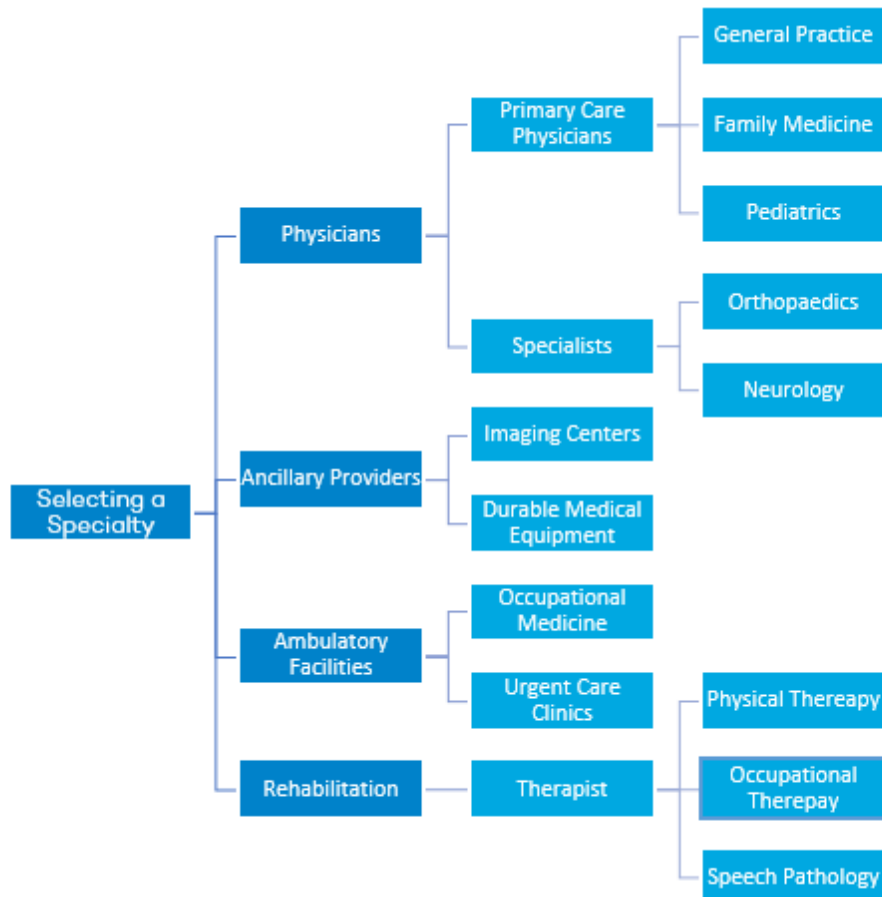 General Practice
Primary Care
Physicians
Family Medicine
Pediatrics
Physicians
Orthopaedics
Specialists
Neurology
Imaging Centers
Ancillary Providers
Selecting a
Specialty
Durable Medical
Equipment
Occupational
Medicine
Ambulatory
Facilities
Urgent Care
Clinics
Physical Thereapy
Rehabilitation
Therapist
Occupational
Therepay
Speech Pathology